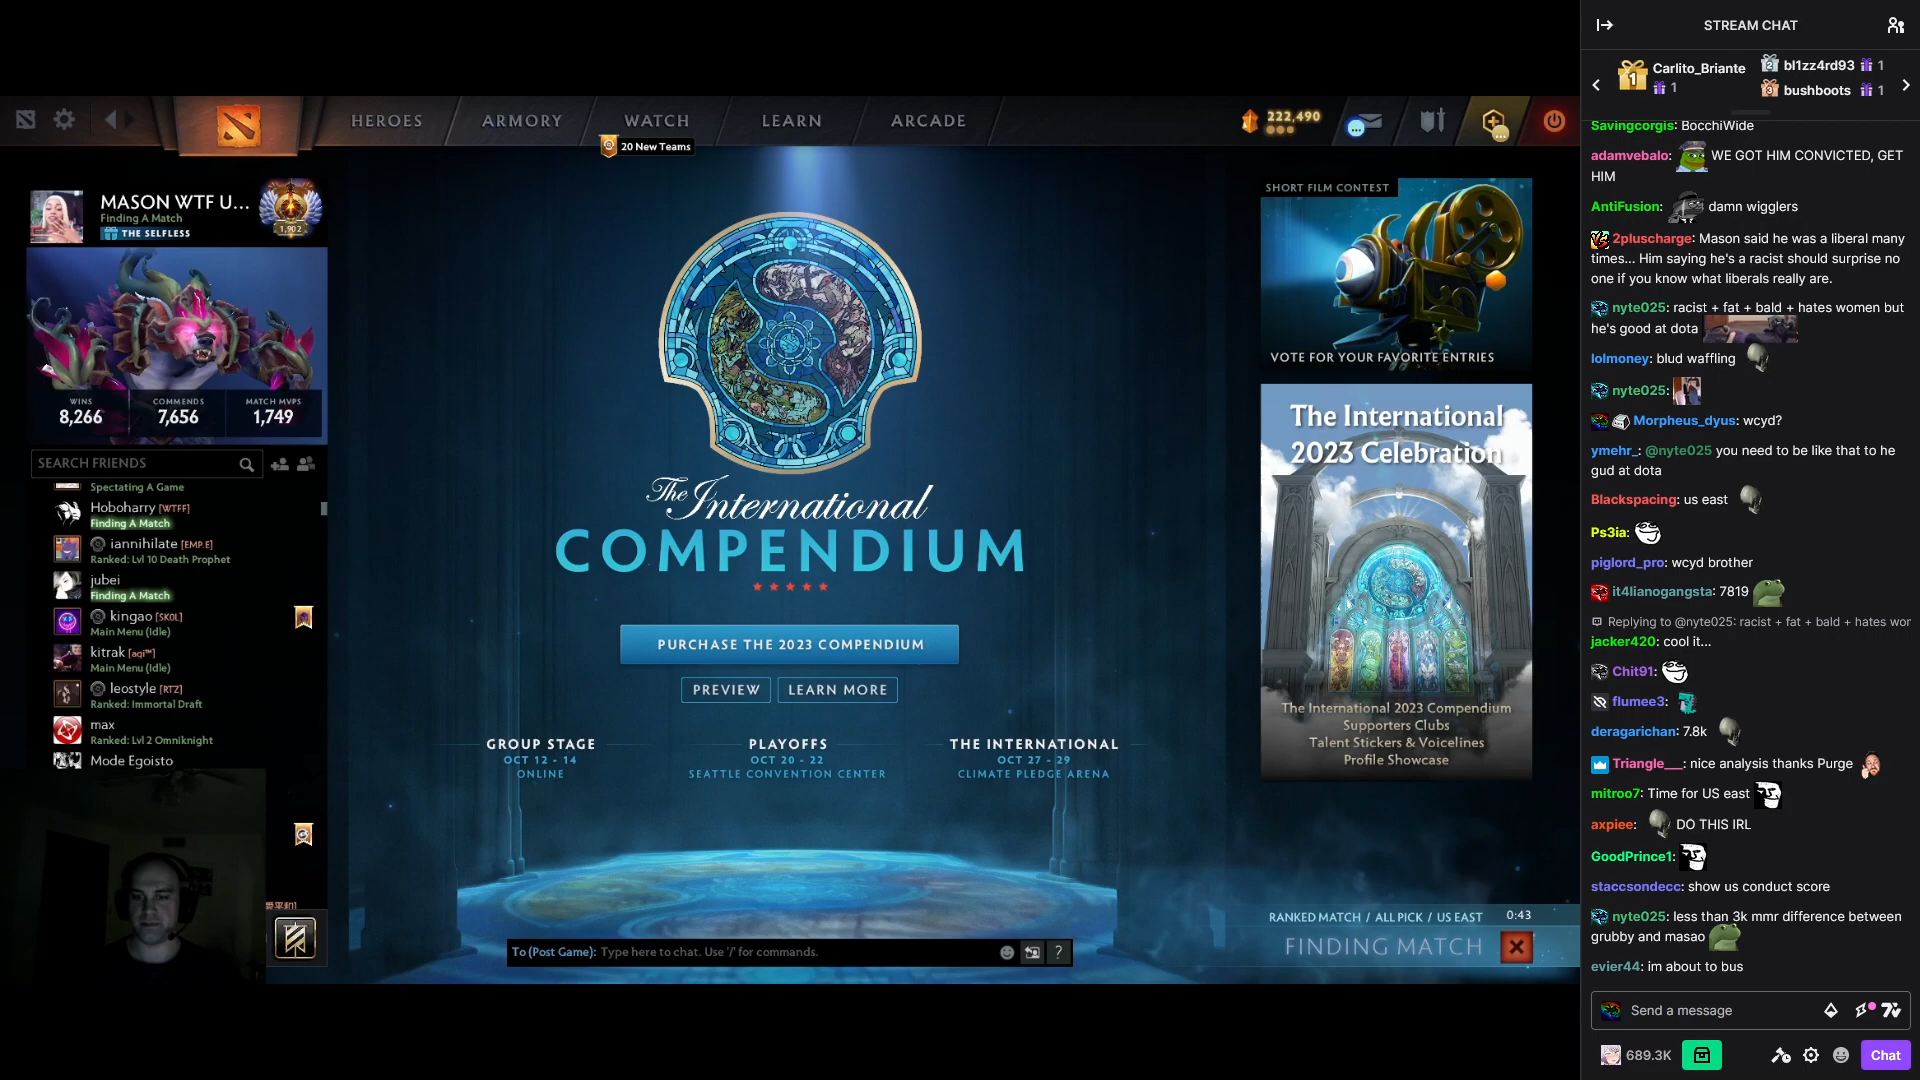 HEROES
ARMORY
WATCH
LEARN
ARCADE
222,490
20 New Teams
MASON WTF U...
Finding A Match
THE SELFLESS
1,902
WINS
8,266
COMMENDS
7,656
MATCH MVPS
1,749
SEARCH FRIENDS
Spectating A Game
Hoboharry [WTFF]
Finding A Match
iannihilate [EMP.E]
Ranked: Lvl 10 Death Prophet
jubei
Finding A Match
kingao [SK0L]
Main Menu (Idle)
kitrak [aqi™]
Main Menu (Idle)
leostyle [RTZ]
Ranked: Immortal Draft
max
Ranked: Lvl 2 Omniknight
Mode Egoisto
The International
COMPENDIUM
PURCHASE THE 2023 COMPENDIUM
PREVIEW
LEARN MORE
GROUP STAGE
OCT 12 - 14
ONLINE
PLAYOFFS
OCT 20 - 22
SEATTLE CONVENTION CENTER
THE INTERNATIONAL
OCT 27 - 29
CLIMATE PLEDGE ARENA
SHORT FILM CONTEST
VOTE FOR YOUR FAVORITE ENTRIES
The International
2023 Celebration
The International 2023 Compendium
Supporters Clubs
Talent Stickers & Voicelines
Profile Showcase
RANKED MATCH / ALL PICK / US EAST 0:43
FINDING MATCH
To (Post Game): Type here to chat. Use '/' for commands.
?
STREAM CHAT
1 Carlito_Briante
1
2 bl1zz4rd93 1
3 bushboots 1
Savingcorgis: BocchiWide
adamvebalo: WE GOT HIM CONVICTED, GET
HIM
AntiFusion: damn wigglers
2pluscharge: Mason said he was a liberal many
times... Him saying he's a racist should surprise no
one if you know what liberals really are.
nyte025: racist + fat + bald + hates women but
he's good at dota
lolmoney: blud waffling
nyte025:
Morpheus_dyus: wcyd?
ymehr_: @nyte025 you need to be like that to he
gud at dota
Blackspacing: us east
Ps3ia:
piglord_pro: wcyd brother
it4lianogangsta: 7819
Replying to @nyte025: racist + fat + bald + hates wor
jacker420: cool it...
Chit91:
flumee3:
deragarichan: 7.8k
Triangle___: nice analysis thanks Purge
mitroo7: Time for US east
axpiee: DO THIS IRL
GoodPrince1:
staccsondecc: show us conduct score
nyte025: less than 3k mmr difference between
grubby and masao
evier44: im about to bus
Send a message
689.3K
Chat